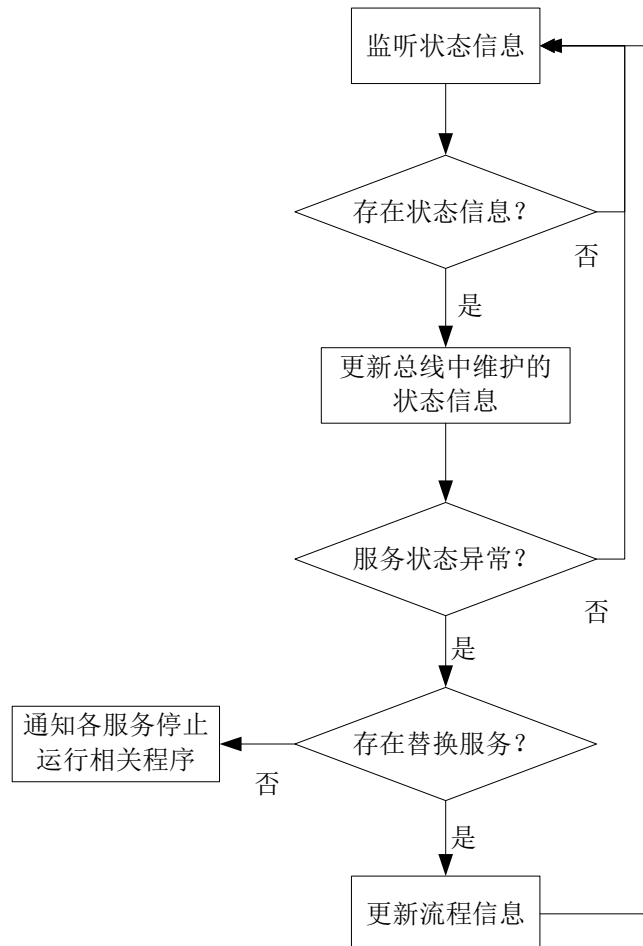 监听状态信息
存在状态信息？
否
是
更新总线中维护的
状态信息
服务状态异常？
否
是
通知各服务停止
运行相关程序
存在替换服务？
否
是
更新流程信息